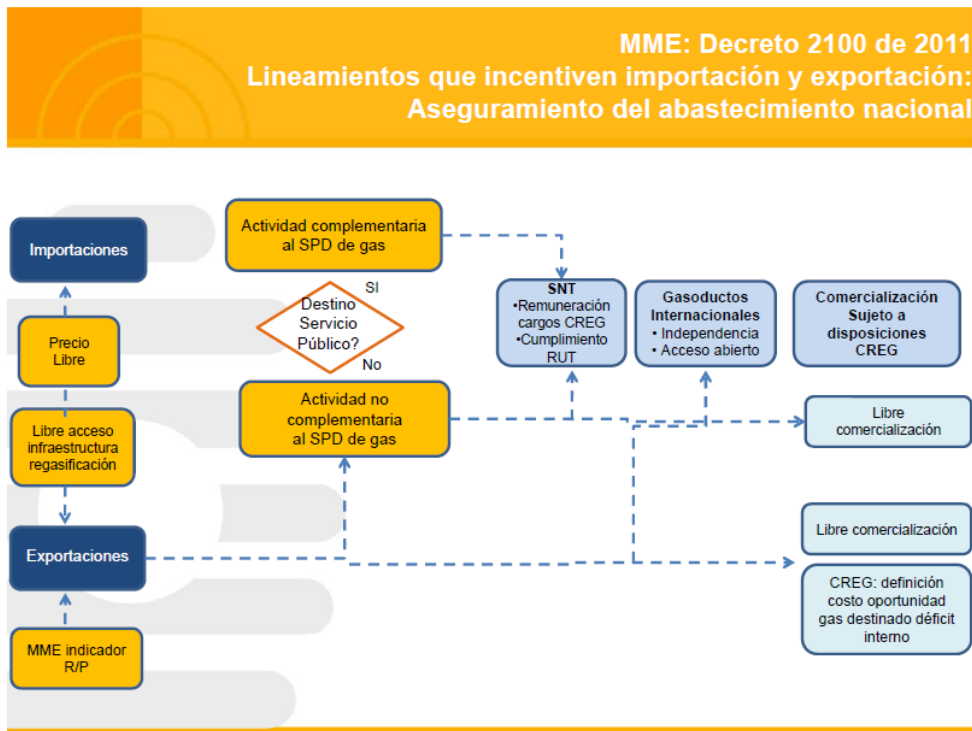 MME: Decreto 2100 de 2011
Lineamientos que incentiven importación y exportación:
Aseguramiento del abastecimiento nacional
Importaciones
Precio
Libre
Libre acceso
infraestructura
regasificación
Exportaciones
MME indicador
R/P
Actividad complementaria
al SPD de gas
SI
Destino
Servicio
Público?
No
Actividad no
complementaria
al SPD de gas
SNT
•Remuneración
cargos CREG
•Cumplimiento
RUT
Gasoductos
Internacionales
• Independencia
• Acceso abierto
Comercialización
Sujeto a
disposiciones
CREG
Libre
comercialización
Libre comercialización
CREG: definición
costo oportunidad
gas destinado déficit
interno